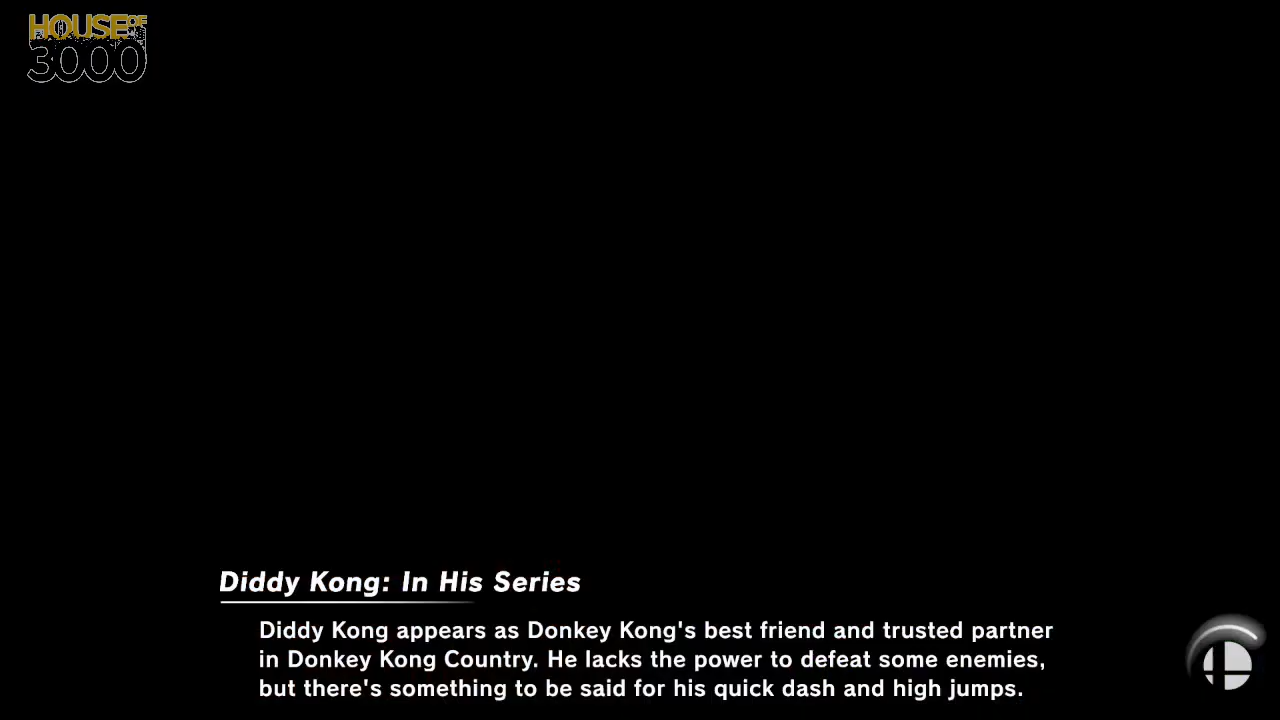 HOUSE OF
3000
Diddy Kong: In His Series
Diddy Kong appears as Donkey Kong's best friend and trusted partner
in Donkey Kong Country. He lacks the power to defeat some enemies,
but there's something to be said for his quick dash and high jumps.